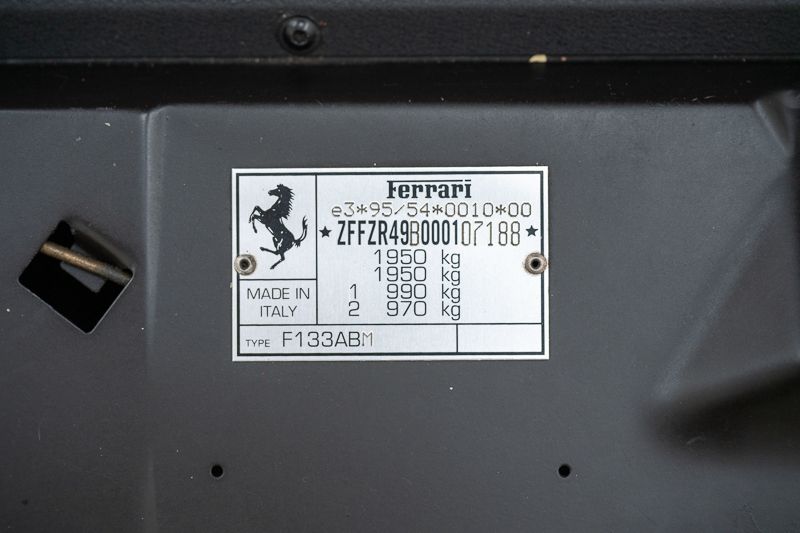 Ferrari
e3*95/54*0010*00
★ZFFZR49B000107188★
1950 kg
1950 kg
1 990 kg
2 970 kg
MADE IN
ITALY
TYPE F133ABM